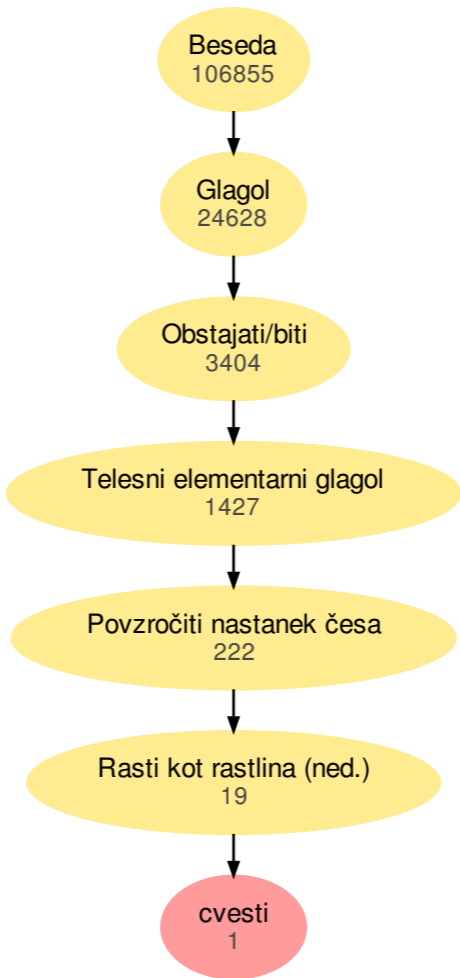 Beseda
106855
Glagol
24628
Obstajati/biti
3404
Telesni elementarni glagol
1427
Povzročiti nastanek česa
222
Rasti kot rastlina (ned.)
19
cvesti
1